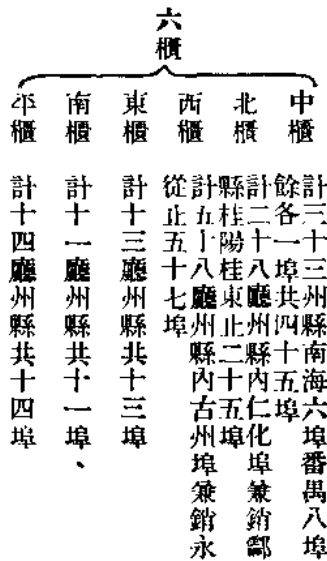 六櫃
中櫃
計三十三州縣南海六埠番禺八埠
餘各一埠共四十五埠
北櫃
計二十八廳州縣內仁化埠兼銷酃
縣桂陽桂東止二十五埠
西櫃
計五十八廳州縣內古州埠兼銷永
從止五十七埠
東櫃
計十三廳州縣共十三埠
南櫃
計十一廳州縣共十一埠、
平櫃
計十四廳州縣共十四埠